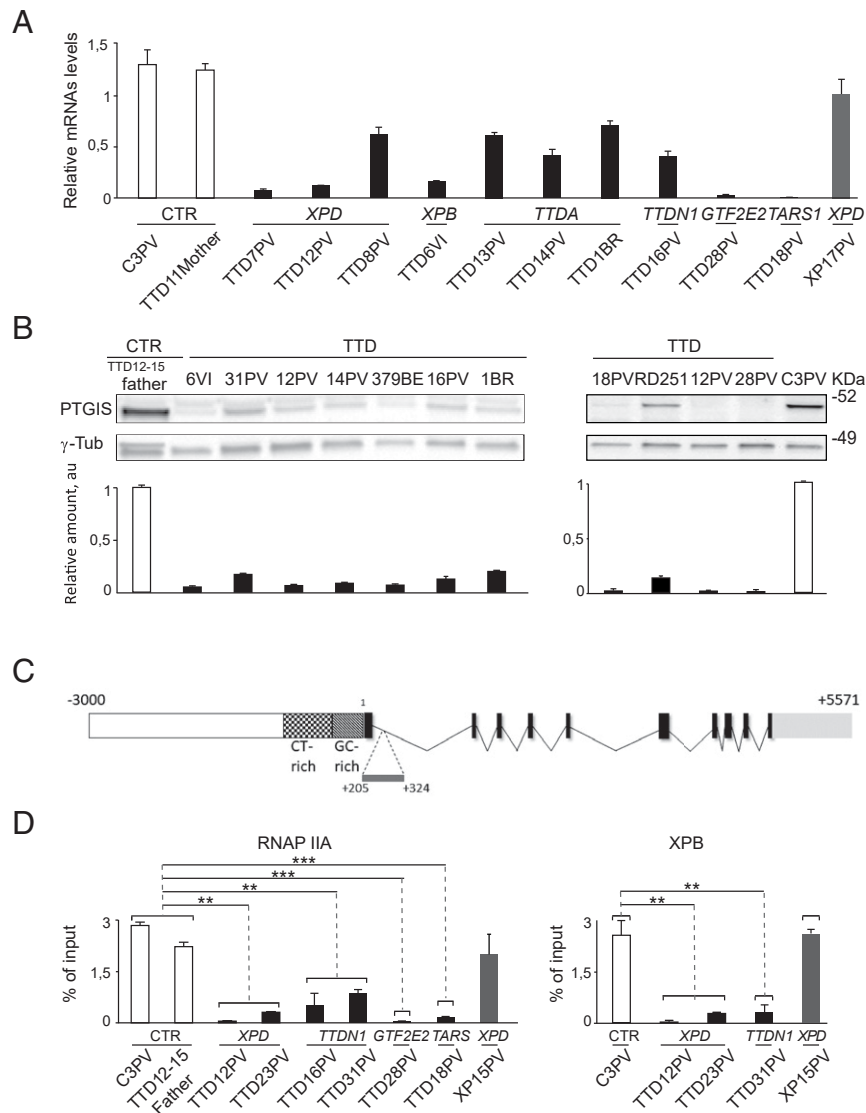 A
Relative mRNAs levels
1,5
1
0,5
0
CTR XPD XPB TTDA TTDN1 GTF2E2 TARS1 XPD
C3PV TTD11Mother TTD7PV TTD12PV TTD8PV TTD6VI TTD13PV TTD14PV TTD1BR TTD16PV TTD28PV TTD18PV XP17PV
B
CTR TTD TTD
TTD12-15 father 6VI 31PV 12PV 14PV 379BE 16PV 1BR 18PV RD251 12PV 28PV C3PV KDa
PTGIS -52
γ-Tub -49
Relative amount, au
1 1
0,5 0,5
0 0
C
-3000 1 +5571
CT-rich GC-rich
+205 +324
D
RNAP IIA XPB
***
***
** **
** **
% of input % of input
3 3
1,5 1,5
0 0
CTR XPD TTDN1 GTF2E2 TARS XPD CTR XPD TTDN1 XPD
C3PV TTD12-15 Father TTD12PV TTD23PV TTD16PV TTD31PV TTD28PV TTD18PV XP15PV C3PV TTD12PV TTD23PV TTD31PV XP15PV